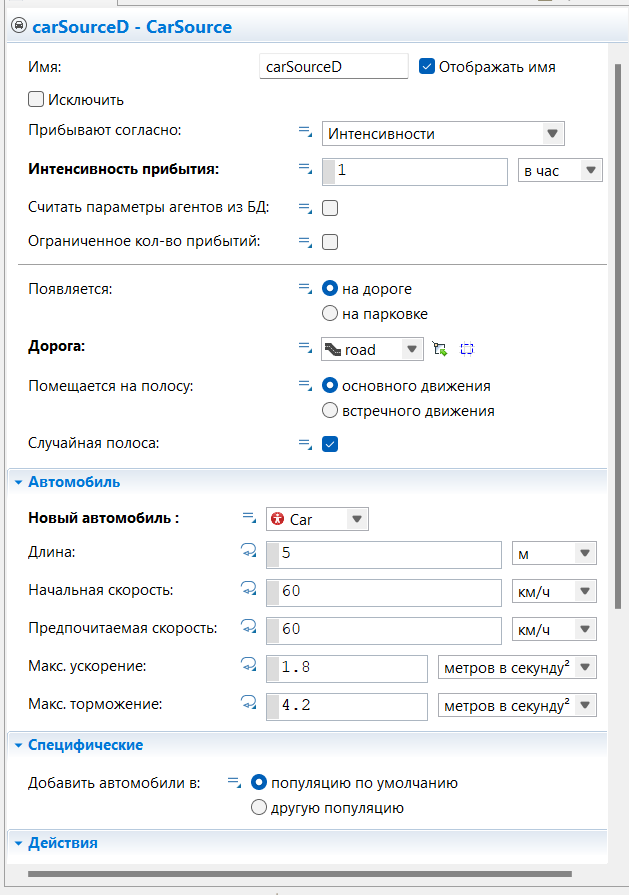 carSourceD - CarSource
Имя: carSourceD Отображать имя
Исключить
Прибывают согласно: Интенсивности
Интенсивность прибытия: 1 в час
Считать параметры агентов из БД:
Ограниченное кол-во прибытий:
Появляется: на дороге
на парковке
Дорога: road
Помещается на полосу: основного движения
встречного движения
Случайная полоса:
Автомобиль
Новый автомобиль : Car
Длина: 5 м
Начальная скорость: 60 км/ч
Предпочитаемая скорость: 60 км/ч
Макс. ускорение: 1.8 метров в секунду²
Макс. торможение: 4.2 метров в секунду²
Специфические
Добавить автомобили в: популяцию по умолчанию
другую популяцию
Действия